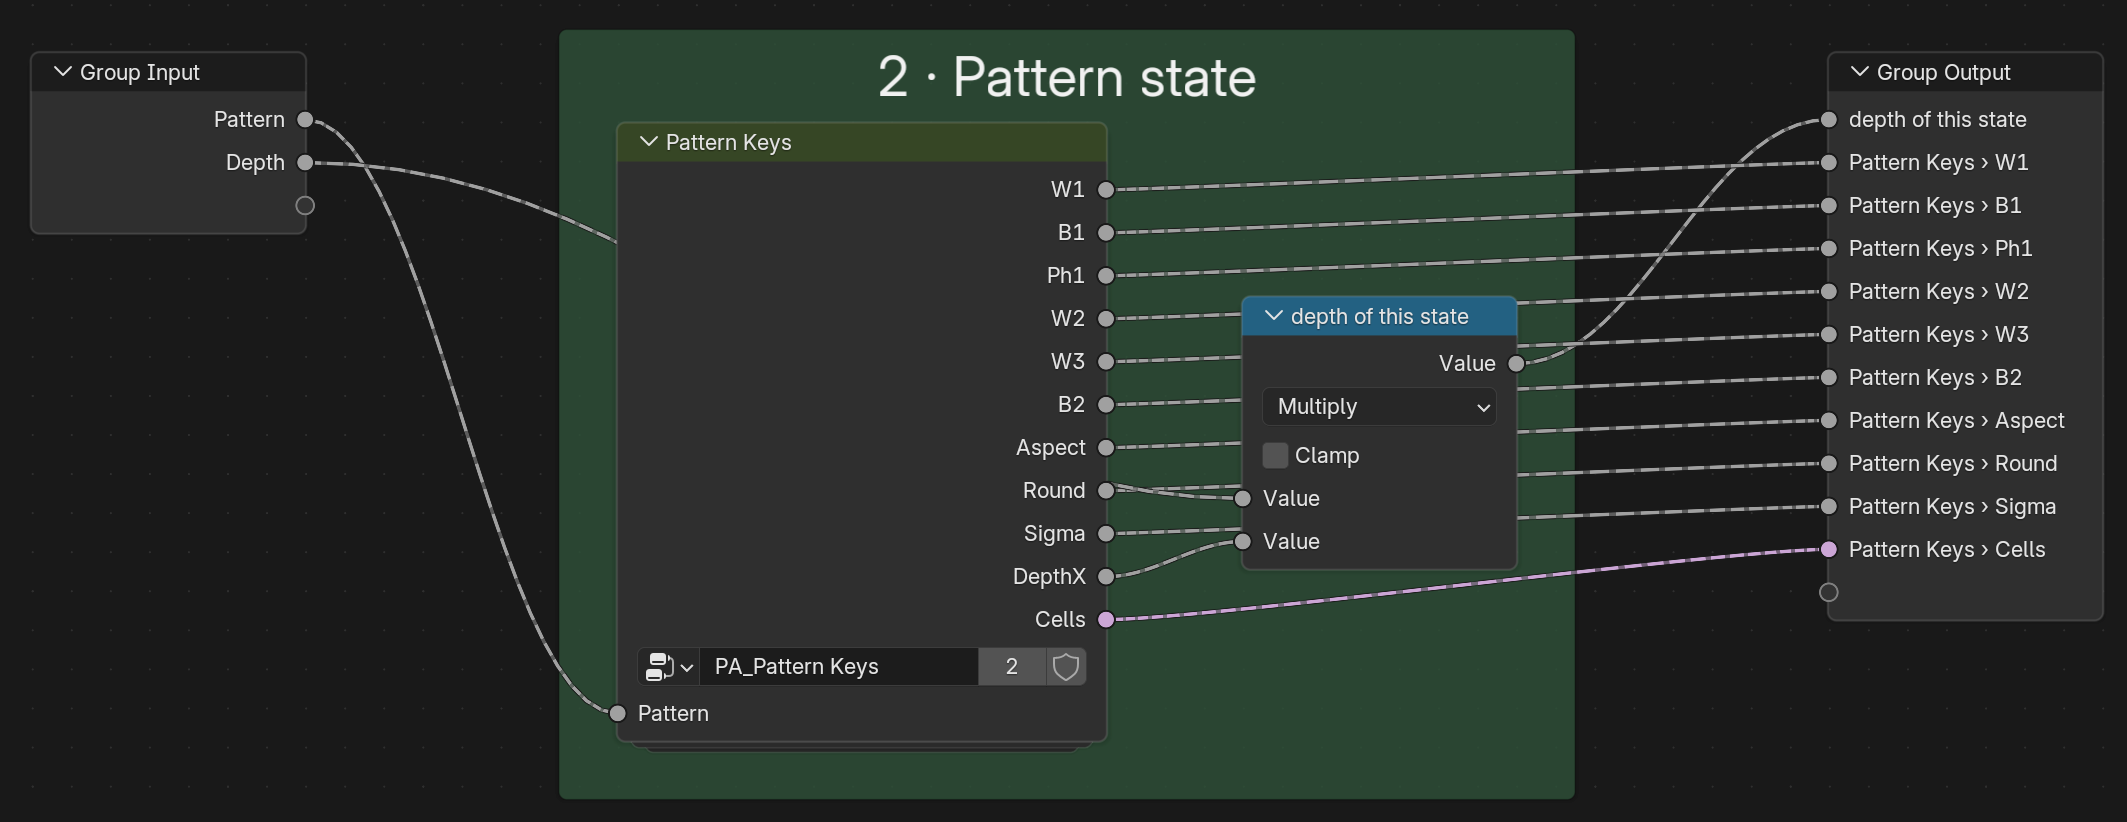 Group Input
Pattern
Depth
2 · Pattern state
Pattern Keys
W1
B1
Ph1
W2
W3
B2
Aspect
Round
Sigma
DepthX
Cells
PA_Pattern Keys
2
Pattern
depth of this state
Value
Multiply
Clamp
Value
Value
Group Output
depth of this state
Pattern Keys › W1
Pattern Keys › B1
Pattern Keys › Ph1
Pattern Keys › W2
Pattern Keys › W3
Pattern Keys › B2
Pattern Keys › Aspect
Pattern Keys › Round
Pattern Keys › Sigma
Pattern Keys › Cells